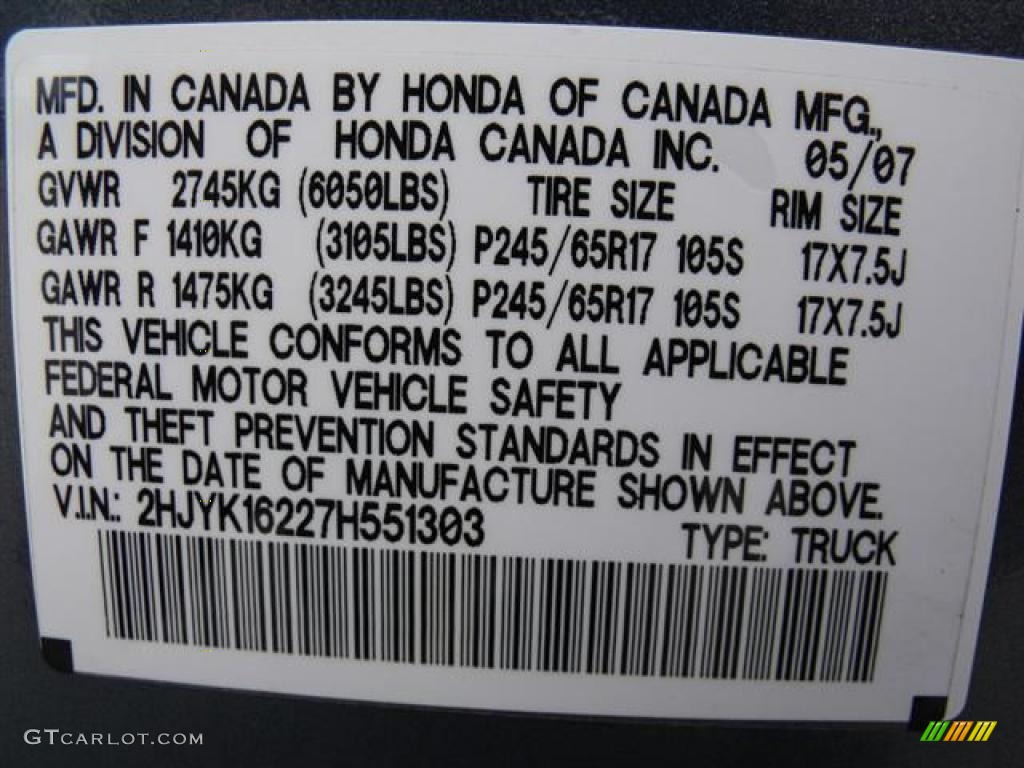 MFD. IN CANADA BY HONDA OF CANADA MFG.,
A DIVISION OF HONDA CANADA INC. 05/07
GVWR 2745KG (6050LBS) TIRE SIZE RIM SIZE
GAWR F 1410KG (3105LBS) P245/65R17 105S 17X7.5J
GAWR R 1475KG (3245LBS) P245/65R17 105S 17X7.5J
THIS VEHICLE CONFORMS TO ALL APPLICABLE
FEDERAL MOTOR VEHICLE SAFETY
AND THEFT PREVENTION STANDARDS IN EFFECT
ON THE DATE OF MANUFACTURE SHOWN ABOVE.
V.I.N.: 2HJYK16227H551303 TYPE: TRUCK
GTCARLOT.COM